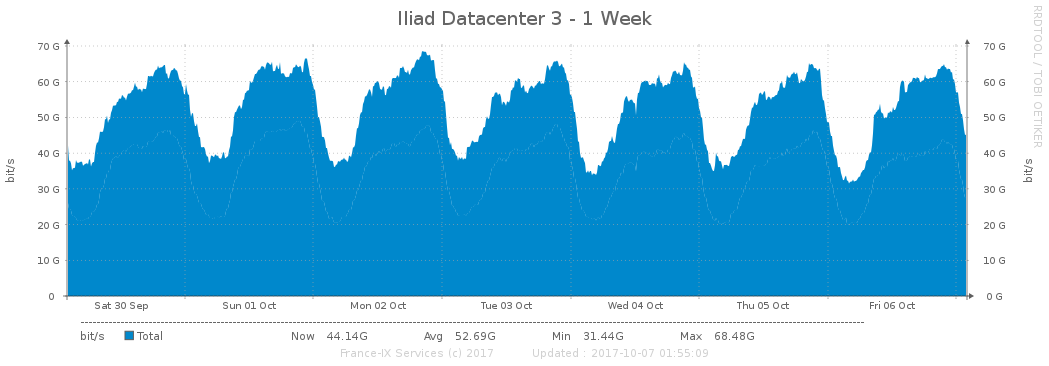 Iliad Datacenter 3 - 1 Week
RRDTOOL / TOBI OETIKER
bit/s
70 G 70 G
60 G 60 G
50 G 50 G
40 G 40 G
30 G 30 G
20 G 20 G
10 G 10 G
0 0 G
bit/s
Sat 30 Sep Sun 01 Oct Mon 02 Oct Tue 03 Oct Wed 04 Oct Thu 05 Oct Fri 06 Oct
bit/s Total Now 44.14G Avg 52.69G Min 31.44G Max 68.48G
France-IX Services (c) 2017 Updated : 2017-10-07 01:55:09